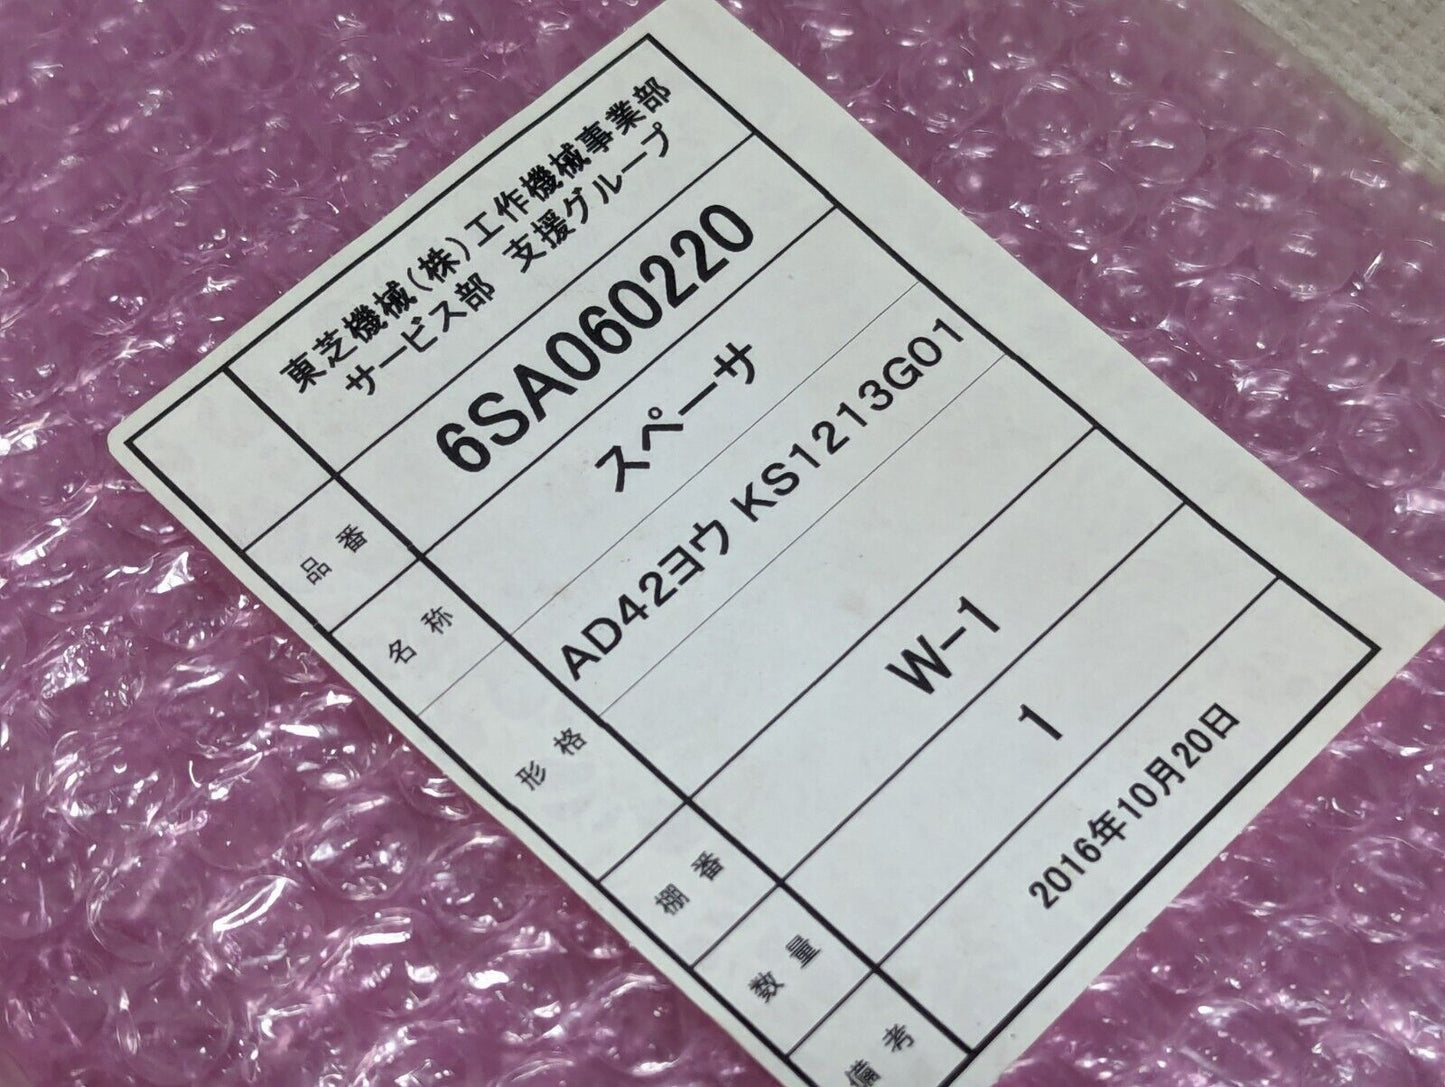 東芝機械(株)工作機械事業部
サービス部　支援グループ
品番 6SA060220
名称 スペーサ
形格 AD42ヨウ KS1213G01
棚番 W-1
数量 1
備考 2016年10月20日